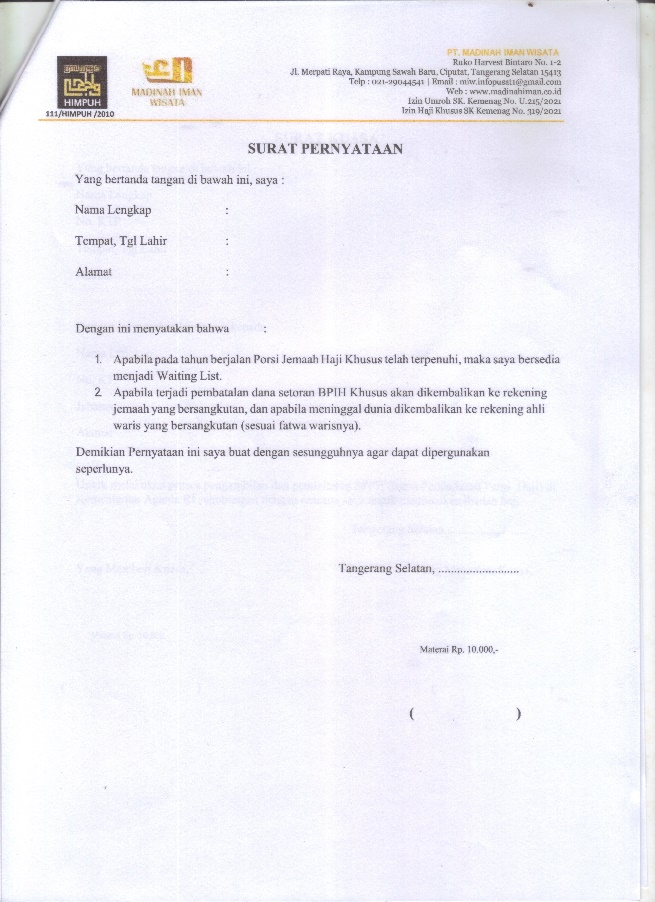 HIMPUH
111/HIMPUH /2010
MADINAH IMAN
WISATA
PT. MADINAH IMAN WISATA
Ruko Harvest Bintaro No. 1-2
Jl. Merpati Raya, Kampung Sawah Baru, Ciputat, Tangerang Selatan 15413
Telp : 021-29044541 | Email : miw.infopusat1@gmail.com
Web : www.madinahiman.co.id
Izin Umroh SK. Kemenag No. U.215/2021
Izin Haji Khusus SK Kemenag No. 319/2021
SURAT PERNYATAAN
Yang bertanda tangan di bawah ini, saya :
Nama Lengkap :
Tempat, Tgl Lahir :
Alamat :
Dengan ini menyatakan bahwa :
1. Apabila pada tahun berjalan Porsi Jemaah Haji Khusus telah terpenuhi, maka saya bersedia
menjadi Waiting List.
2. Apabila terjadi pembatalan dana setoran BPIH Khusus akan dikembalikan ke rekening
jemaah yang bersangkutan, dan apabila meninggal dunia dikembalikan ke rekening ahli
waris yang bersangkutan (sesuai fatwa warisnya).
Demikian Pernyataan ini saya buat dengan sesungguhnya agar dapat dipergunakan
seperlunya.
Tangerang Selatan, ..........................
Materai Rp. 10.000,-
( )